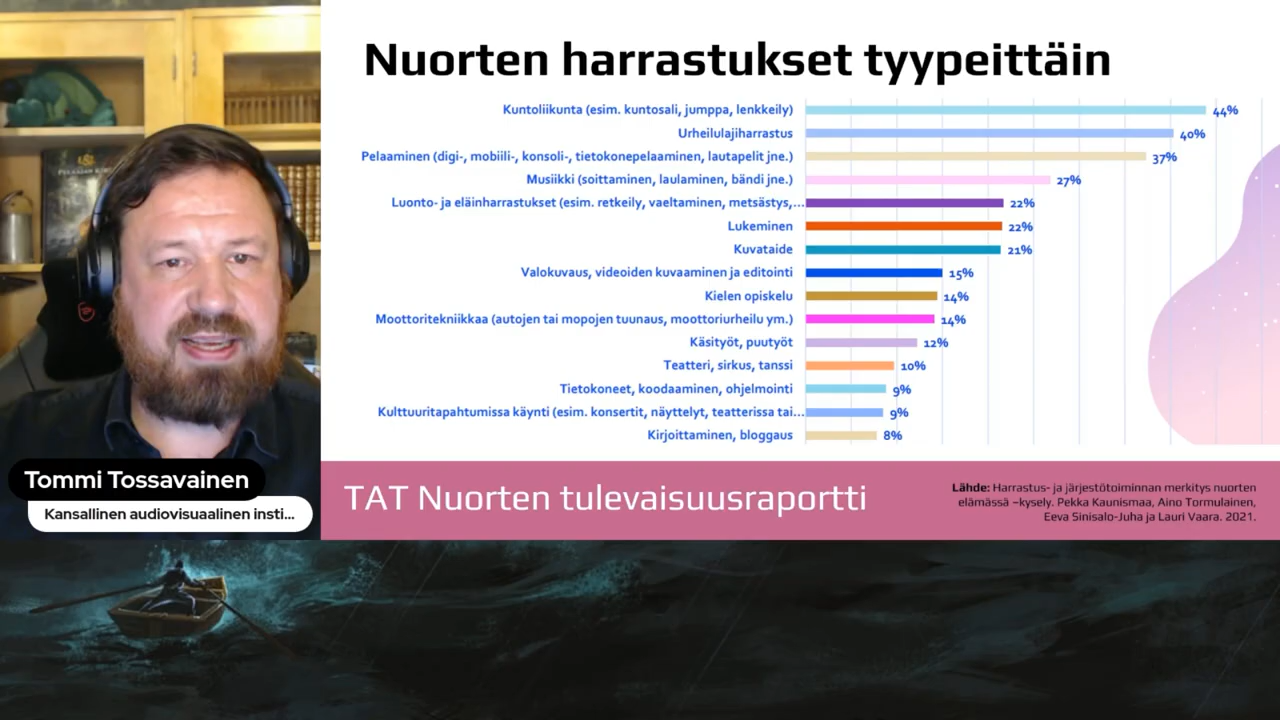 Nuorten harrastukset tyypeittäin
Kuntoliikunta (esim. kuntosali, jumppa, lenkkeily) 44%
Urheilulajiharrastus 40%
Pelaaminen (digi-, mobiili-, konsoli-, tietokonepelaaminen, lautapelit jne.) 37%
Musiikki (soittaminen, laulaminen, bändi jne.) 27%
Luonto- ja eläinharrastukset (esim. retkeily, vaeltaminen, metsästys,... 22%
Lukeminen 22%
Kuvataide 21%
Valokuvaus, videoiden kuvaaminen ja editointi 15%
Kielen opiskelu 14%
Moottoritekniikkaa (autojen tai mopojen tuunaus, moottoriurheilu ym.) 14%
Käsityöt, puutyöt 12%
Teatteri, sirkus, tanssi 10%
Tietokoneet, koodaaminen, ohjelmointi 9%
Kulttuuritapahtumissa käynti (esim. konsertit, näyttelyt, teatterissa tai... 9%
Kirjoittaminen, bloggaus 8%
Tommi Tossavainen
Kansallinen audiovisuaalinen insti...
TAT Nuorten tulevaisuusraportti
Lähde: Harrastus- ja järjestötoiminnan merkitys nuorten
elämässä –kysely. Pekka Kaunismaa, Aino Tormulainen,
Eeva Sinisalo-Juha ja Lauri Vaara. 2021.